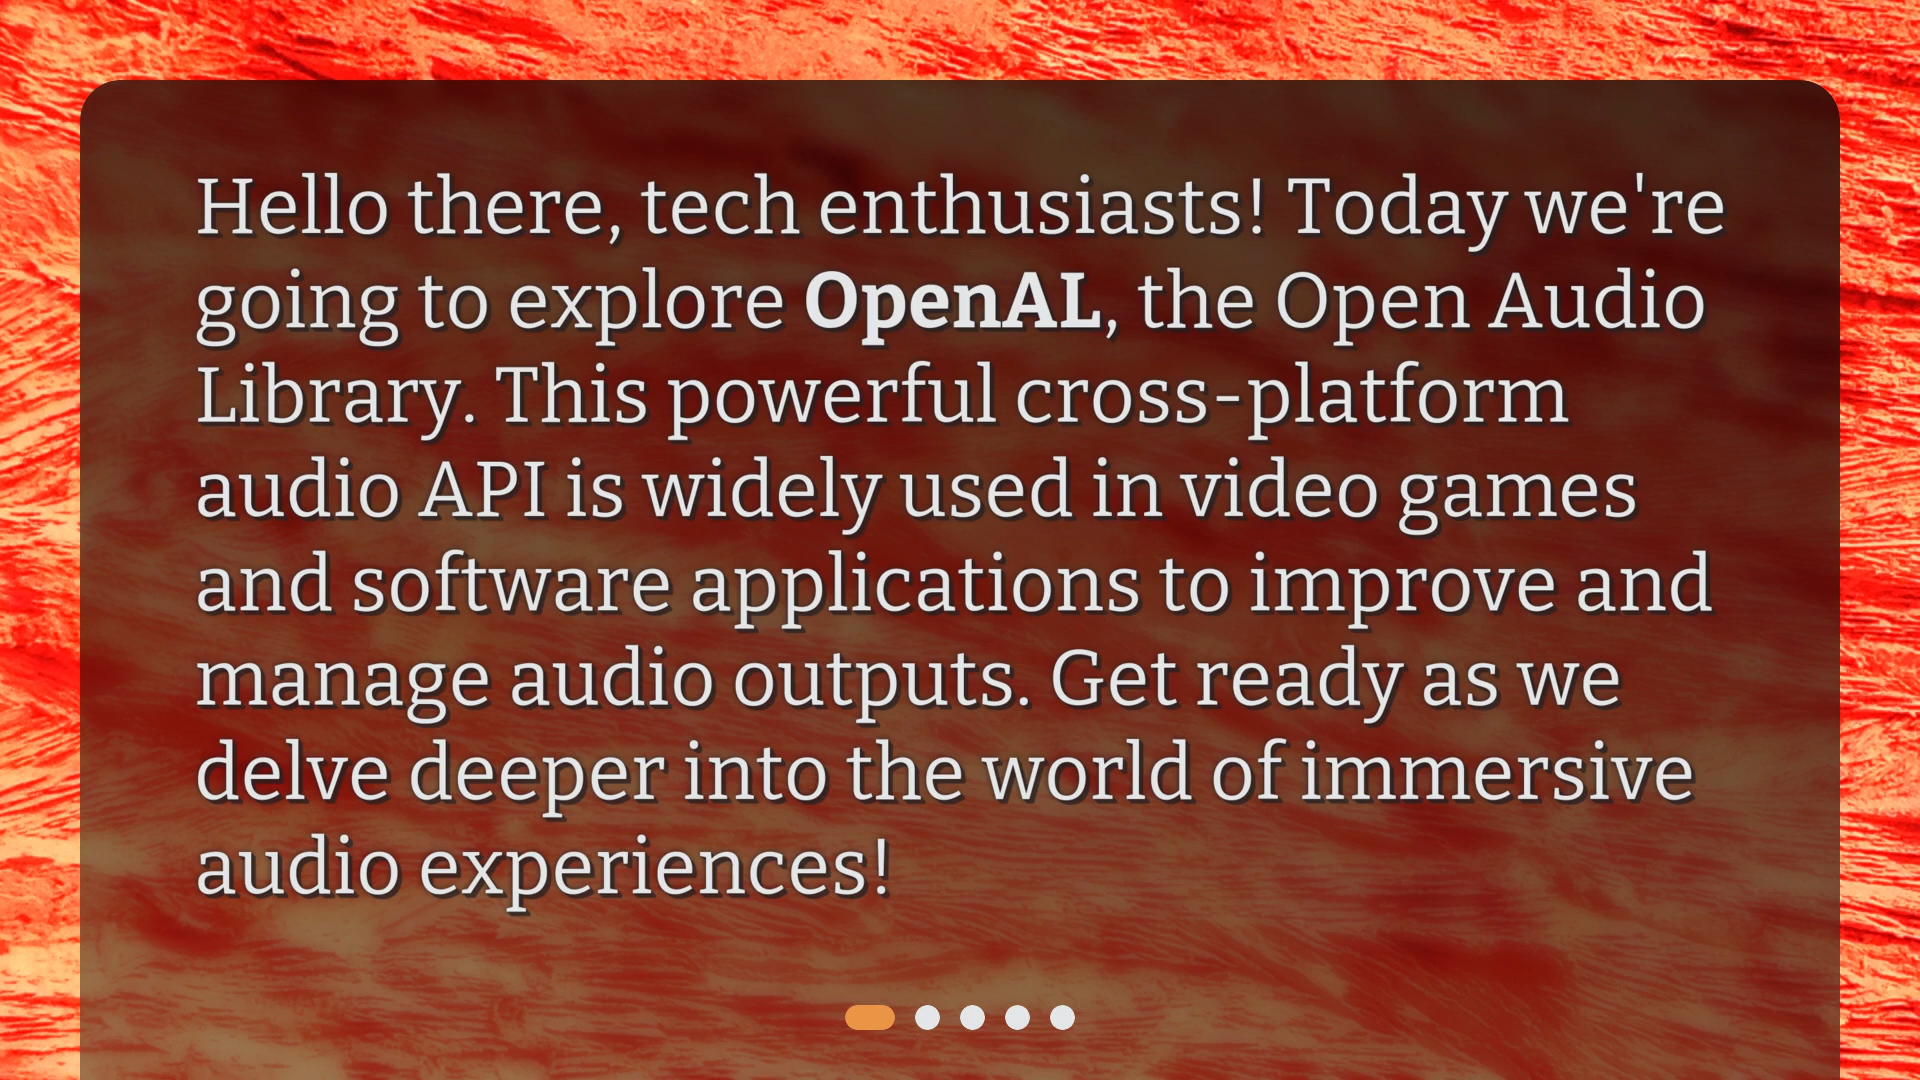 Hello there, tech enthusiasts! Today we're
going to explore OpenAL, the Open Audio
Library. This powerful cross-platform
audio API is widely used in video games
and software applications to improve and
manage audio outputs. Get ready as we
delve deeper into the world of immersive
audio experiences!